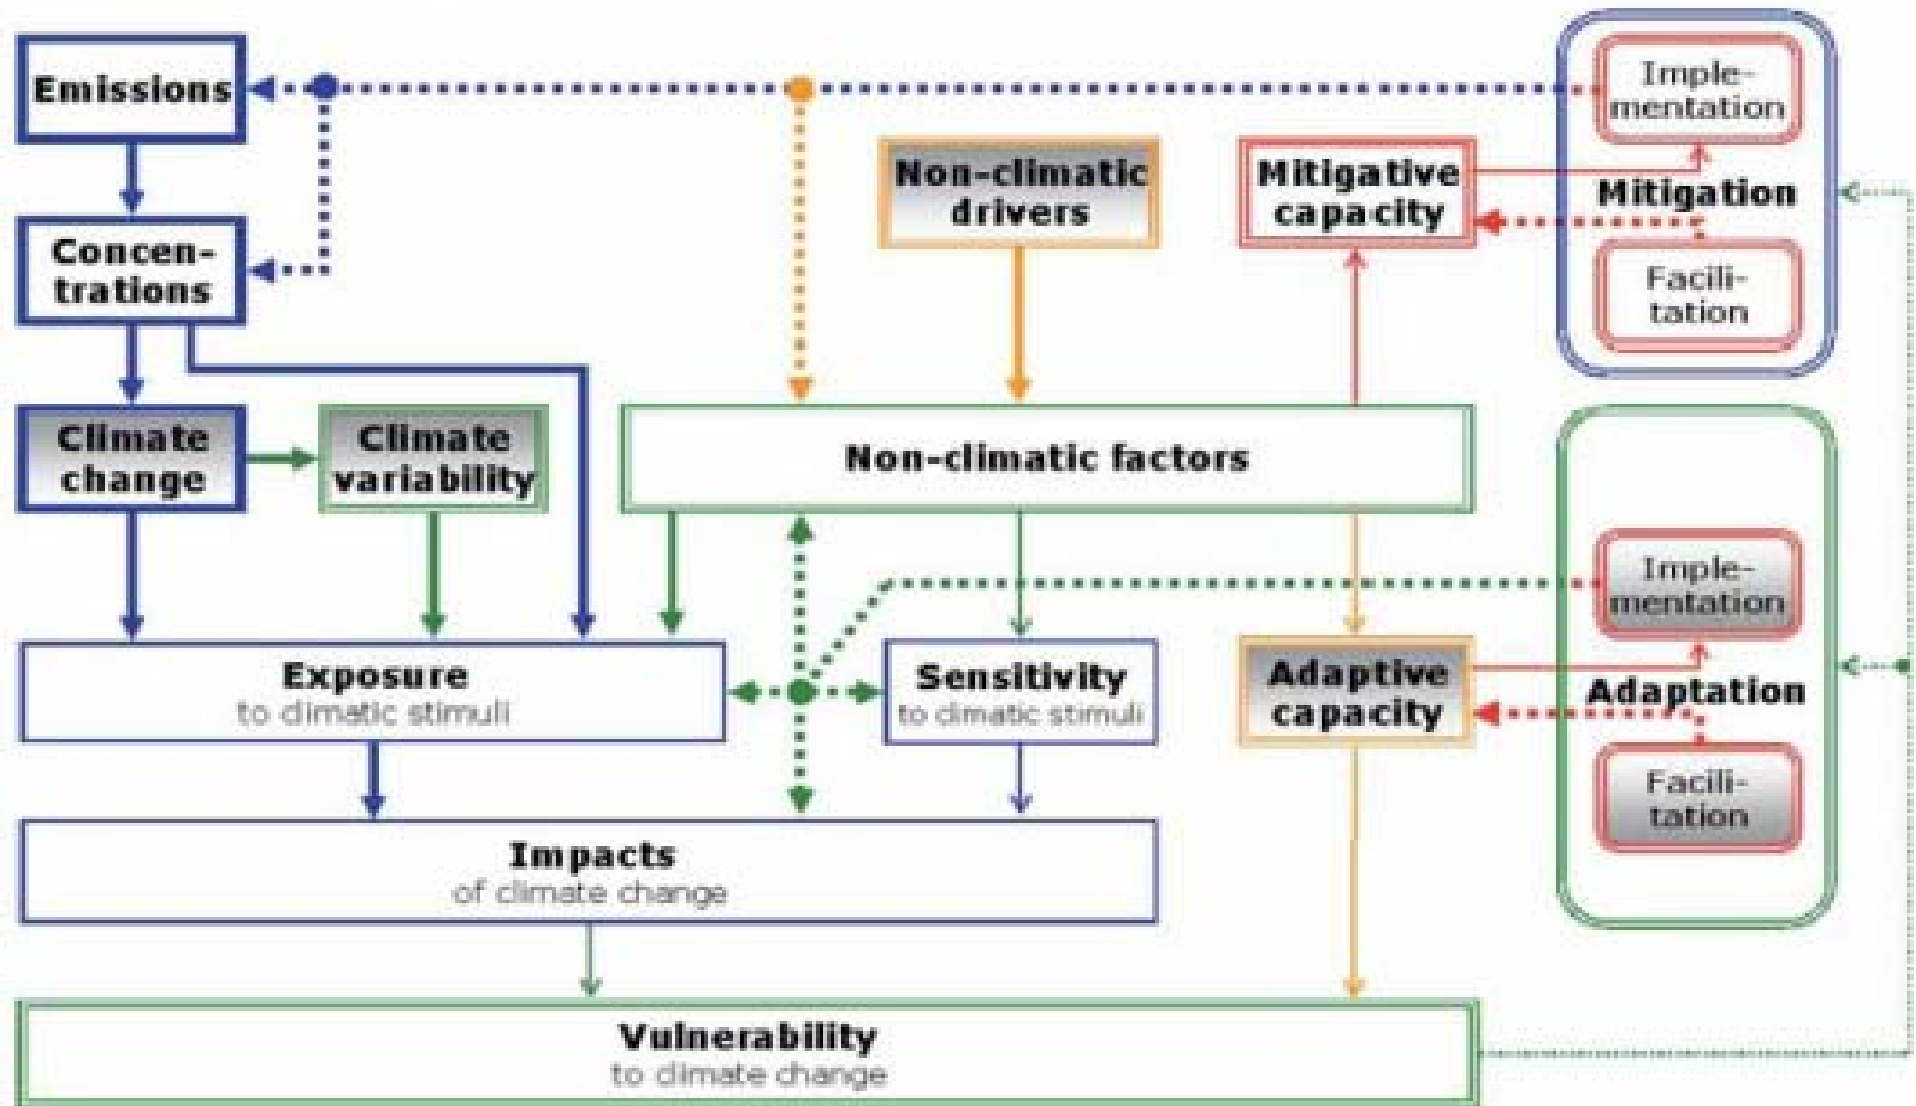 Emissions
Imple-
mentation
Non-climatic
drivers
Mitigative
capacity
Mitigation
Concen-
trations
Facili-
tation
Climate
change
Climate
variability
Non-climatic factors
Imple-
mentation
Exposure
to climatic stimuli
Sensitivity
to climatic stimuli
Adaptive
capacity
Adaptation
Facili-
tation
Impacts
of climate change
Vulnerability
to climate change